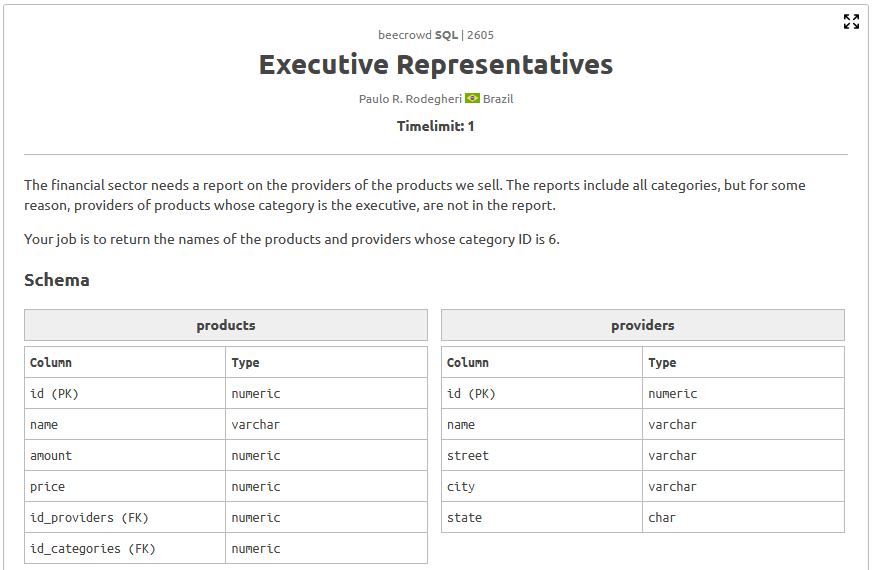 beecrowd SQL | 2605
Executive Representatives
Paulo R. Rodegheri Brazil
Timelimit: 1
The financial sector needs a report on the providers of the products we sell. The reports include all categories, but for some
reason, providers of products whose category is the executive, are not in the report.
Your job is to return the names of the products and providers whose category ID is 6.
Schema
products
Column Type
id (PK) numeric
name varchar
amount numeric
price numeric
id_providers (FK) numeric
id_categories (FK) numeric
providers
Column Type
id (PK) numeric
name varchar
street varchar
city varchar
state char